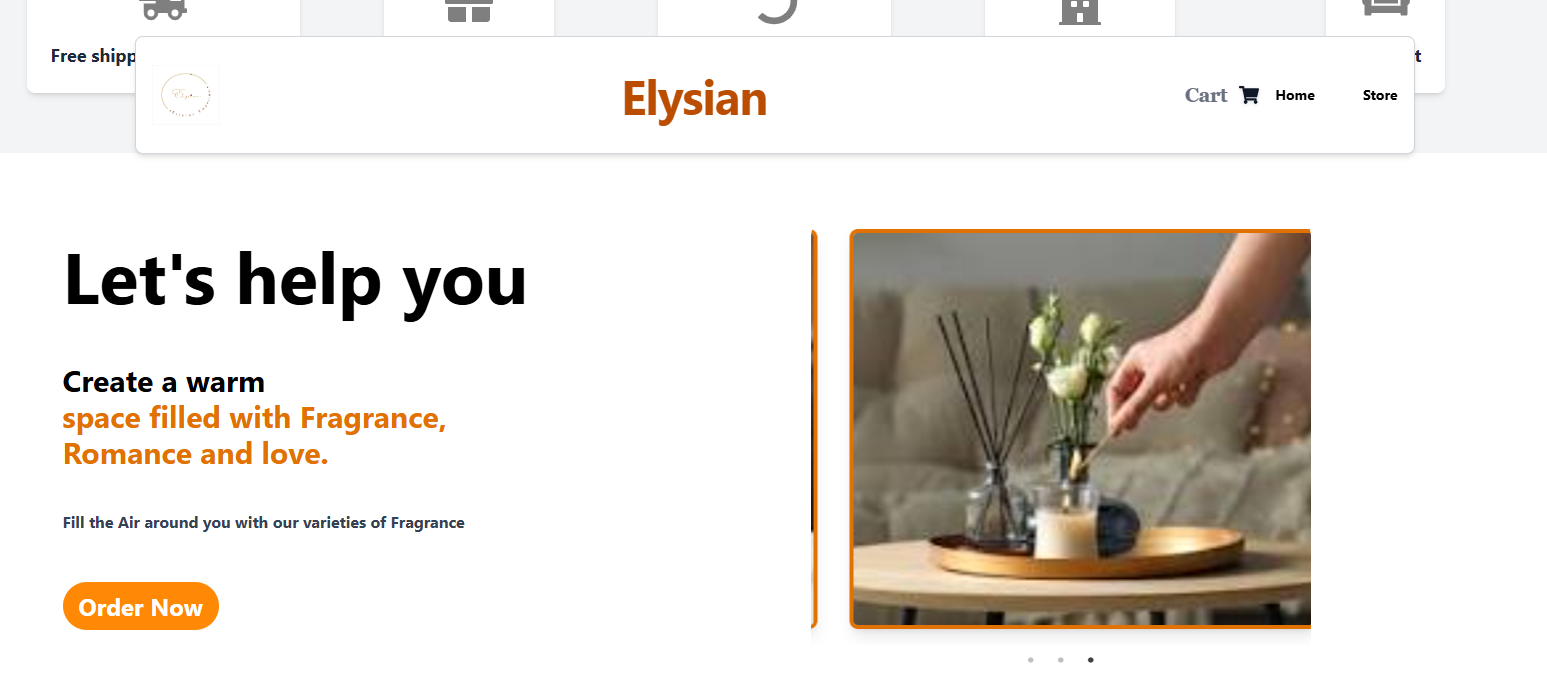 Free shipp
t
Elysian
Cart
Home
Store
Let's help you
Create a warm
space filled with Fragrance,
Romance and love.
Fill the Air around you with our varieties of Fragrance
Order Now